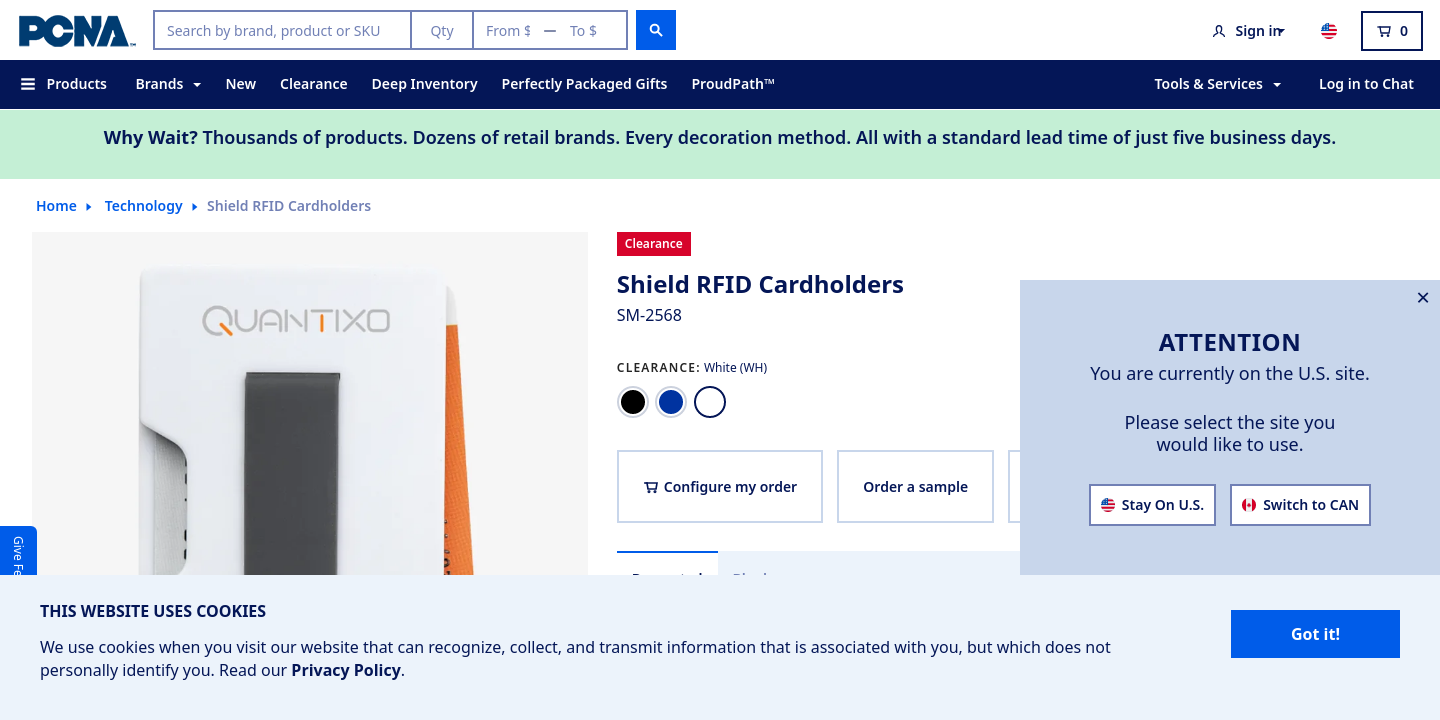 PCNA™
Search by brand, product or SKU
Qty
From $ — To $
Sign in
0
Products
Brands
New
Clearance
Deep Inventory
Perfectly Packaged Gifts
ProudPath™
Tools & Services
Log in to Chat
Why Wait? Thousands of products. Dozens of retail brands. Every decoration method. All with a standard lead time of just five business days.
Home
Technology
Shield RFID Cardholders
QUANTIXO
Clearance
Shield RFID Cardholders
SM-2568
CLEARANCE: White (WH)
Configure my order
Order a sample
ATTENTION
You are currently on the U.S. site.
Please select the site you
would like to use.
Stay On U.S.
Switch to CAN
Give Fe
THIS WEBSITE USES COOKIES
We use cookies when you visit our website that can recognize, collect, and transmit information that is associated with you, but which does not
personally identify you. Read our Privacy Policy.
Got it!